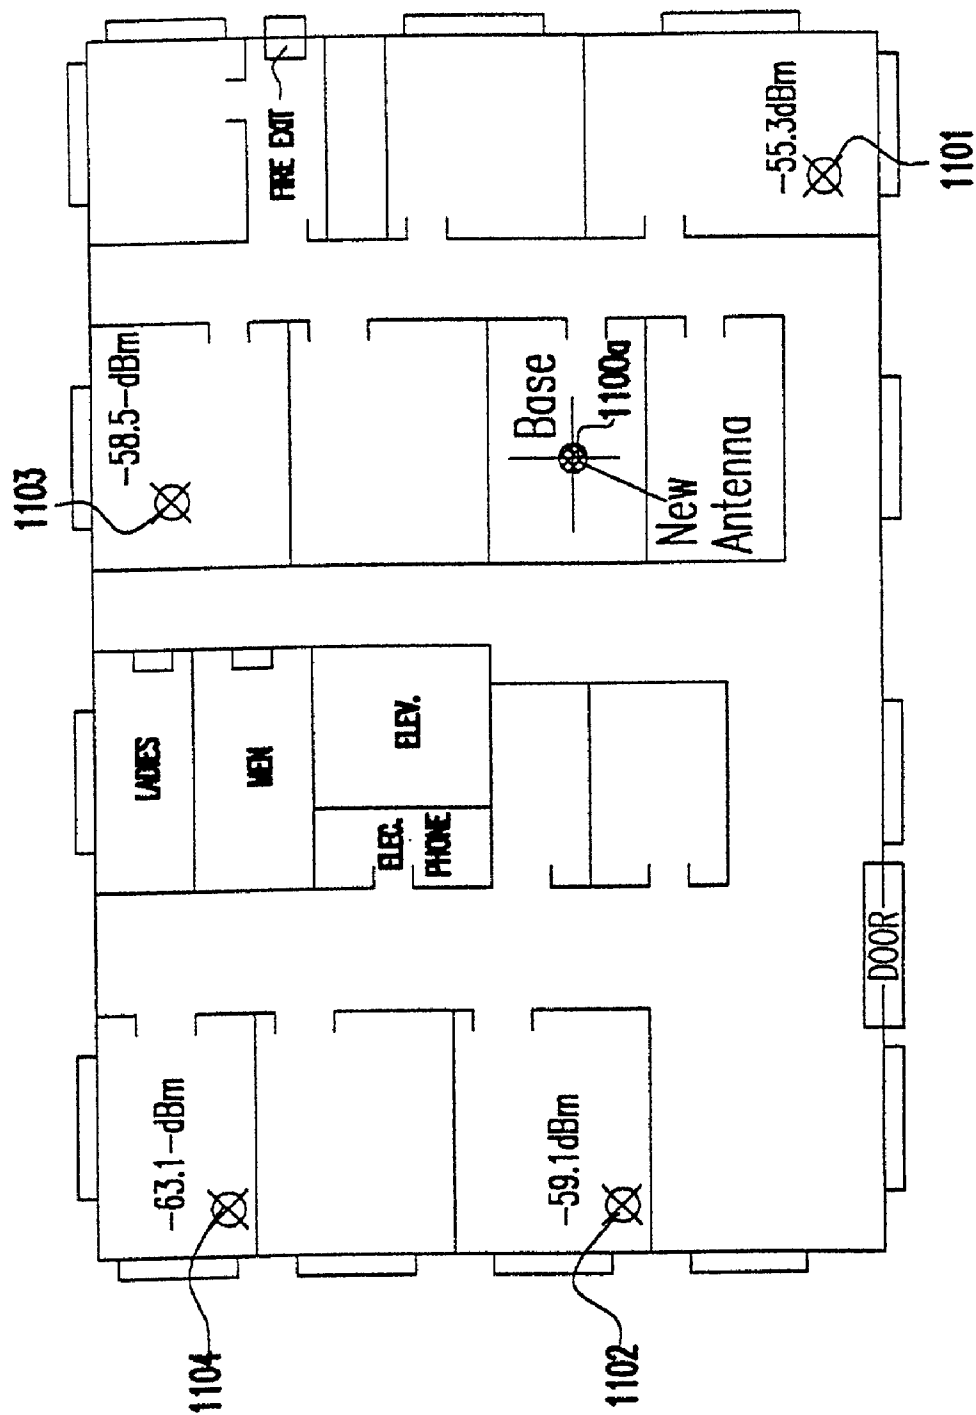 1103
-58.5-dBm
LADIES
-63.1-dBm
1104
MEN
FIRE EXIT
ELEC.
PHONE
ELEV.
Base
-59.1dBm
1100a
1102
New
Antenna
-55.3dBm
DOOR
1101